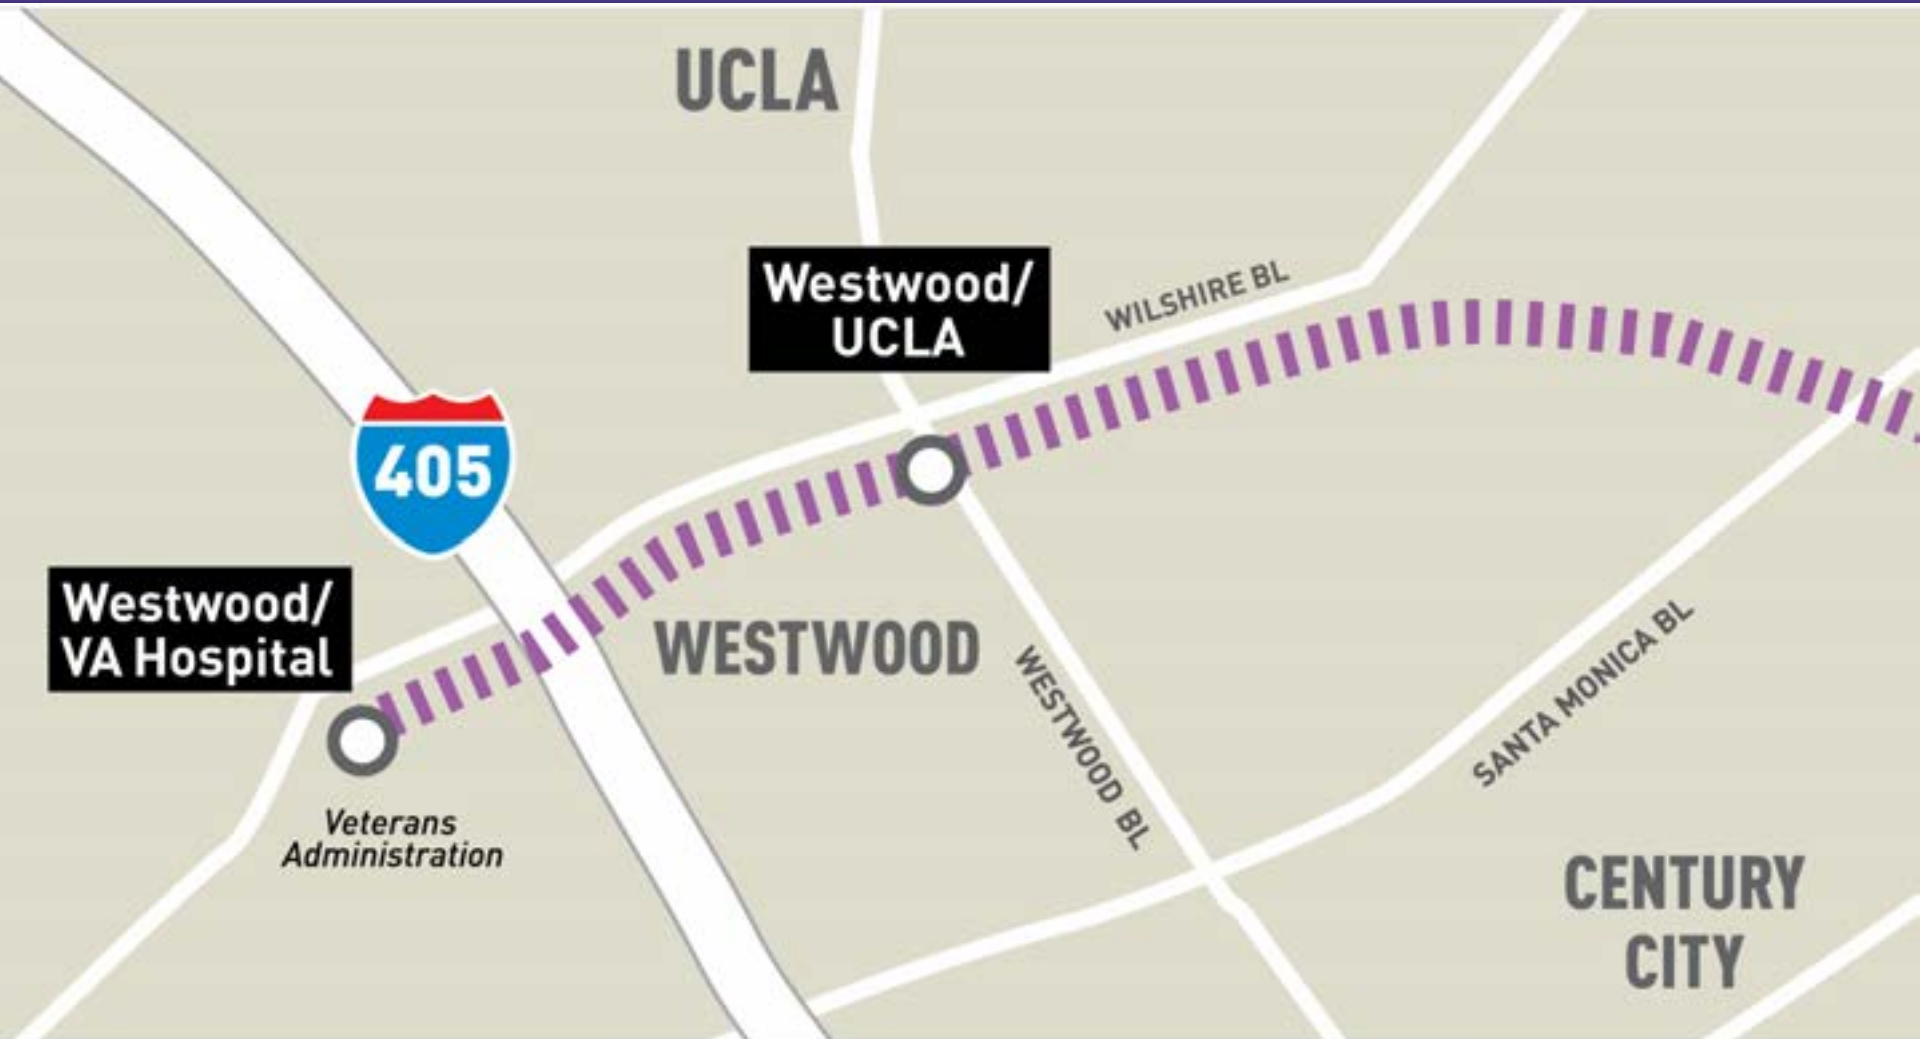 UCLA
Westwood/
UCLA
WILSHIRE BL
405
Westwood/
VA Hospital
WESTWOOD
WESTWOOD BL
SANTA MONICA BL
Veterans
Administration
CENTURY
CITY